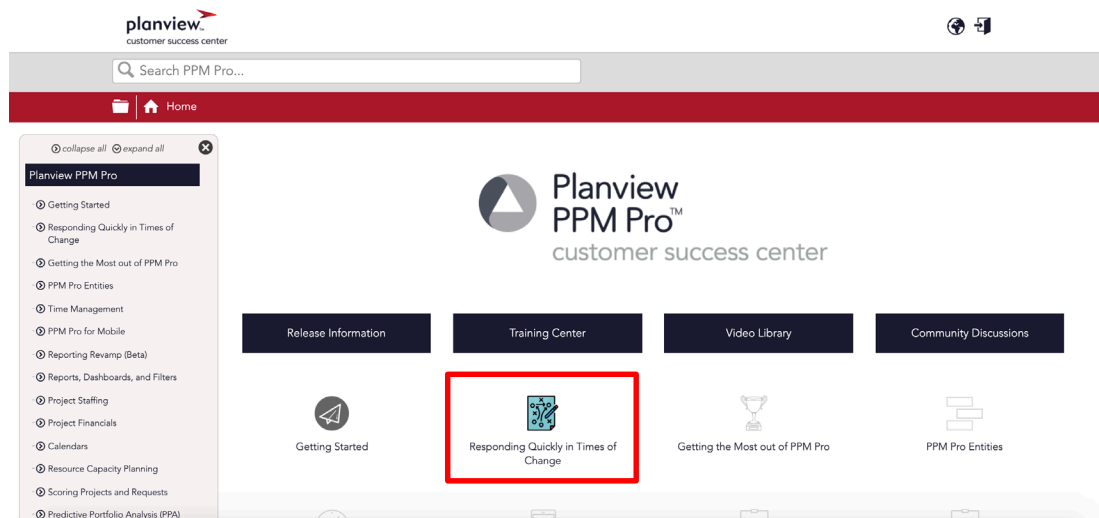 planview™
customer success center
Search PPM Pro...
Home
collapse all expand all
Planview PPM Pro
Getting Started
Responding Quickly in Times of
Change
Getting the Most out of PPM Pro
PPM Pro Entities
Time Management
PPM Pro for Mobile
Reporting Revamp (Beta)
Reports, Dashboards, and Filters
Project Staffing
Project Financials
Calendars
Resource Capacity Planning
Scoring Projects and Requests
Predictive Portfolio Analysis (PPA)
Planview
PPM Pro™
customer success center
Release Information
Training Center
Video Library
Community Discussions
Getting Started
Responding Quickly in Times of
Change
Getting the Most out of PPM Pro
PPM Pro Entities